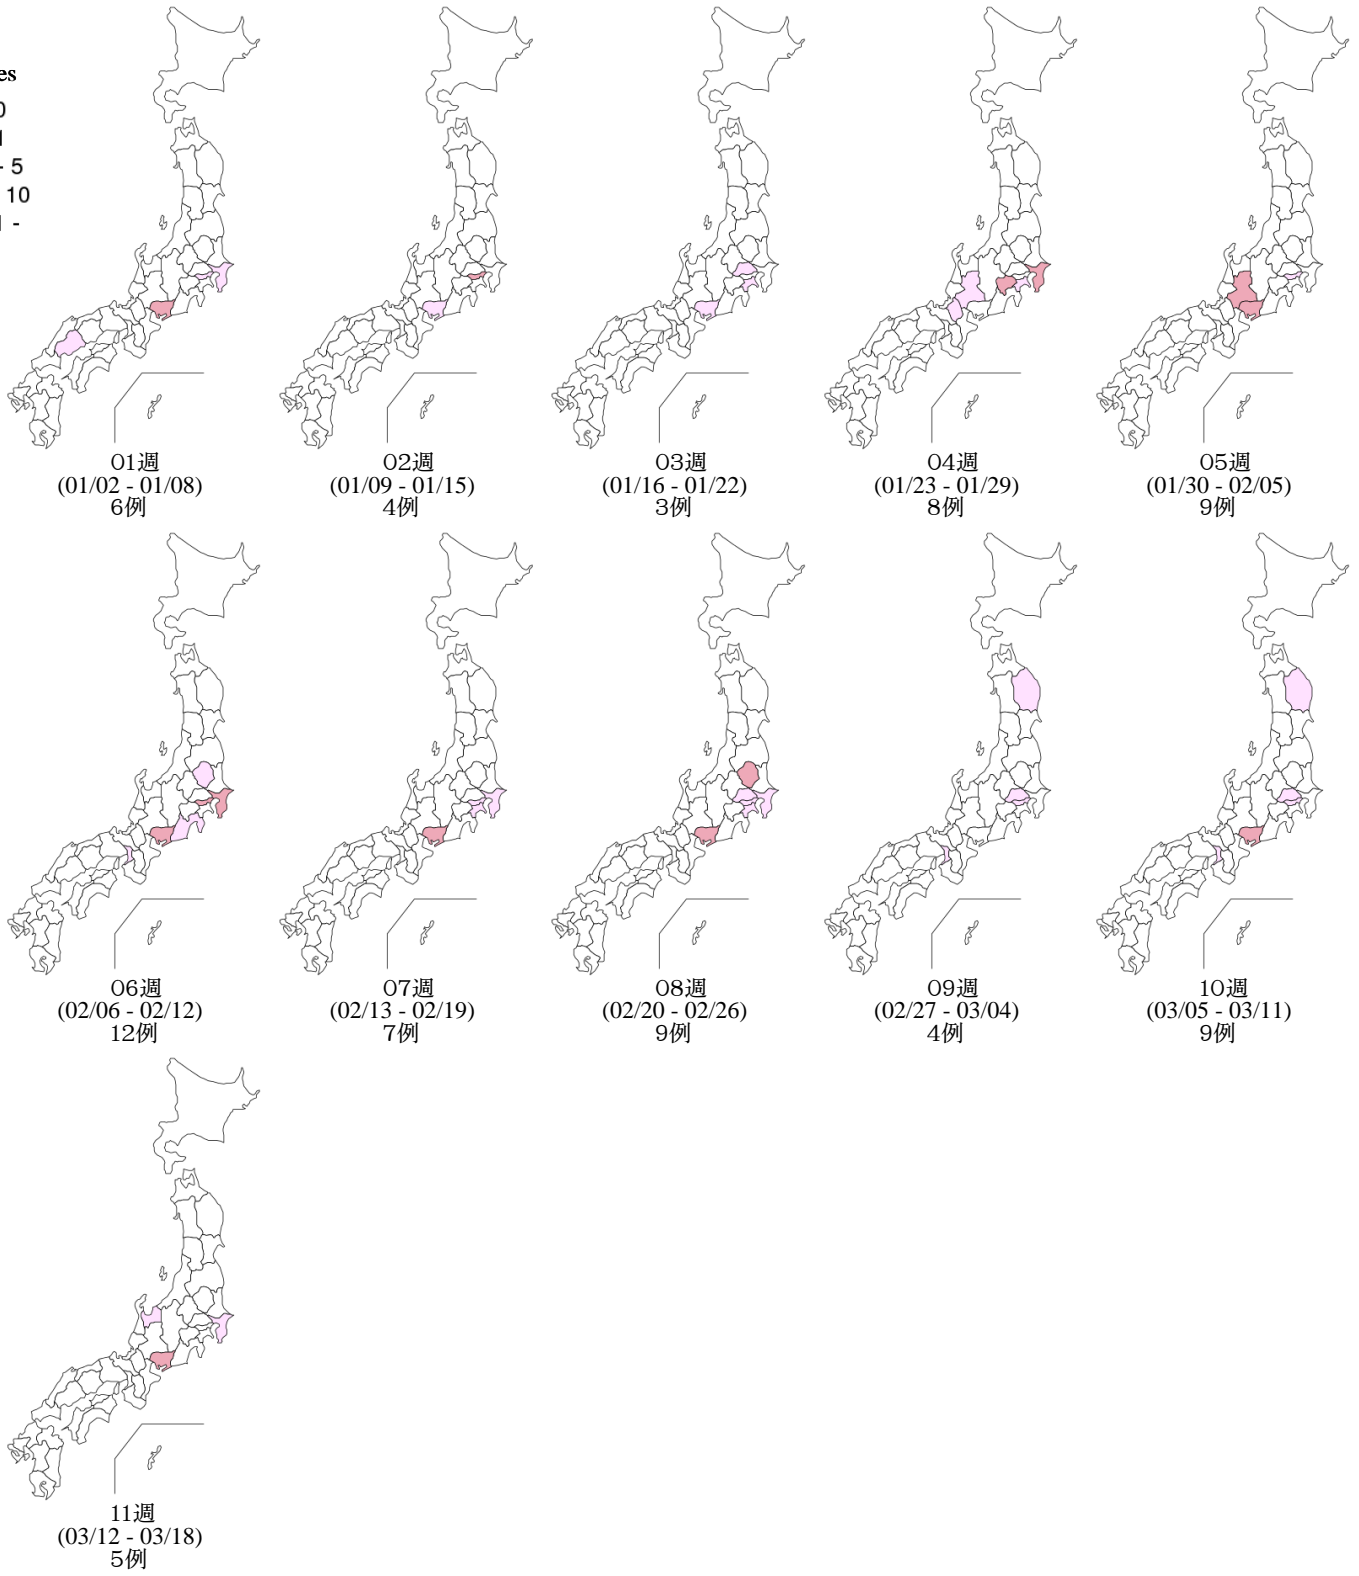 es
0
1
- 5
10
1 -
01週
(01/02 - 01/08)
6例
02週
(01/09 - 01/15)
4例
03週
(01/16 - 01/22)
3例
04週
(01/23 - 01/29)
8例
05週
(01/30 - 02/05)
9例
06週
(02/06 - 02/12)
12例
07週
(02/13 - 02/19)
7例
08週
(02/20 - 02/26)
9例
09週
(02/27 - 03/04)
4例
10週
(03/05 - 03/11)
9例
11週
(03/12 - 03/18)
5例